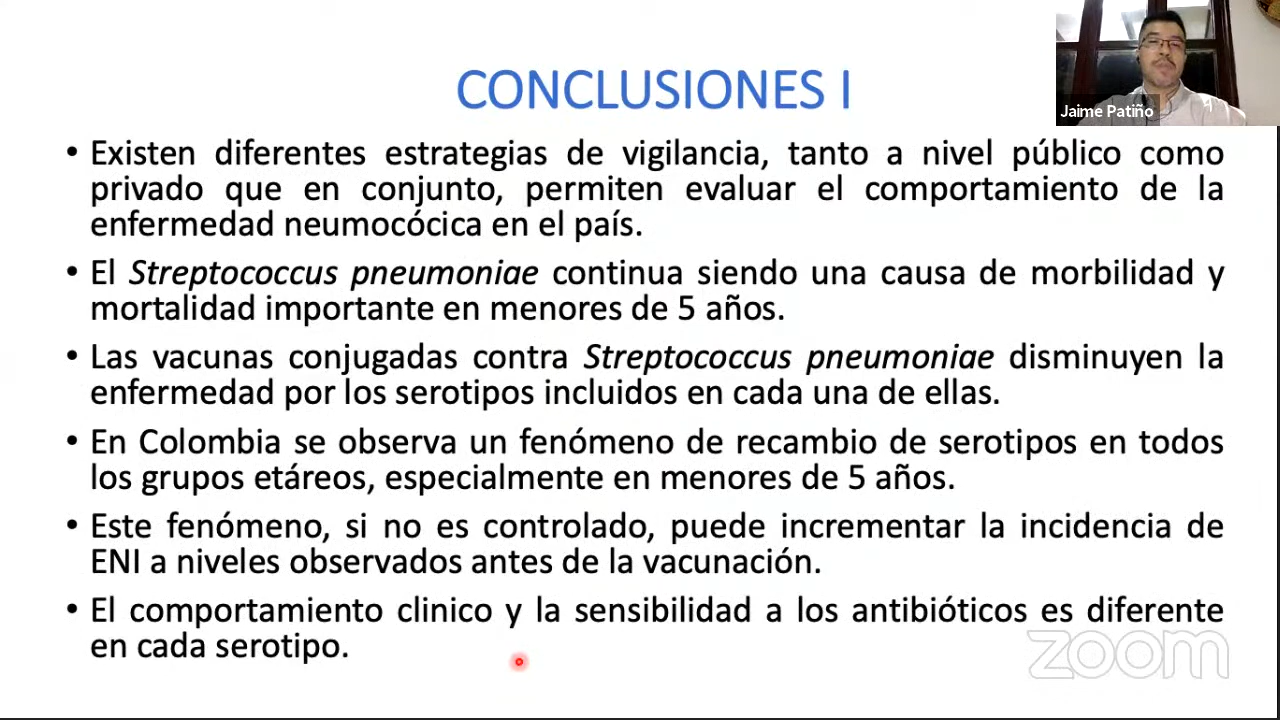 CONCLUSIONES I
Jaime Patiño
• Existen diferentes estrategias de vigilancia, tanto a nivel público como
privado que en conjunto, permiten evaluar el comportamiento de la
enfermedad neumocócica en el país.
• El Streptococcus pneumoniae continua siendo una causa de morbilidad y
mortalidad importante en menores de 5 años.
• Las vacunas conjugadas contra Streptococcus pneumoniae disminuyen la
enfermedad por los serotipos incluidos en cada una de ellas.
• En Colombia se observa un fenómeno de recambio de serotipos en todos
los grupos etáreos, especialmente en menores de 5 años.
• Este fenómeno, si no es controlado, puede incrementar la incidencia de
ENI a niveles observados antes de la vacunación.
• El comportamiento clinico y la sensibilidad a los antibióticos es diferente
en cada serotipo.
zoom